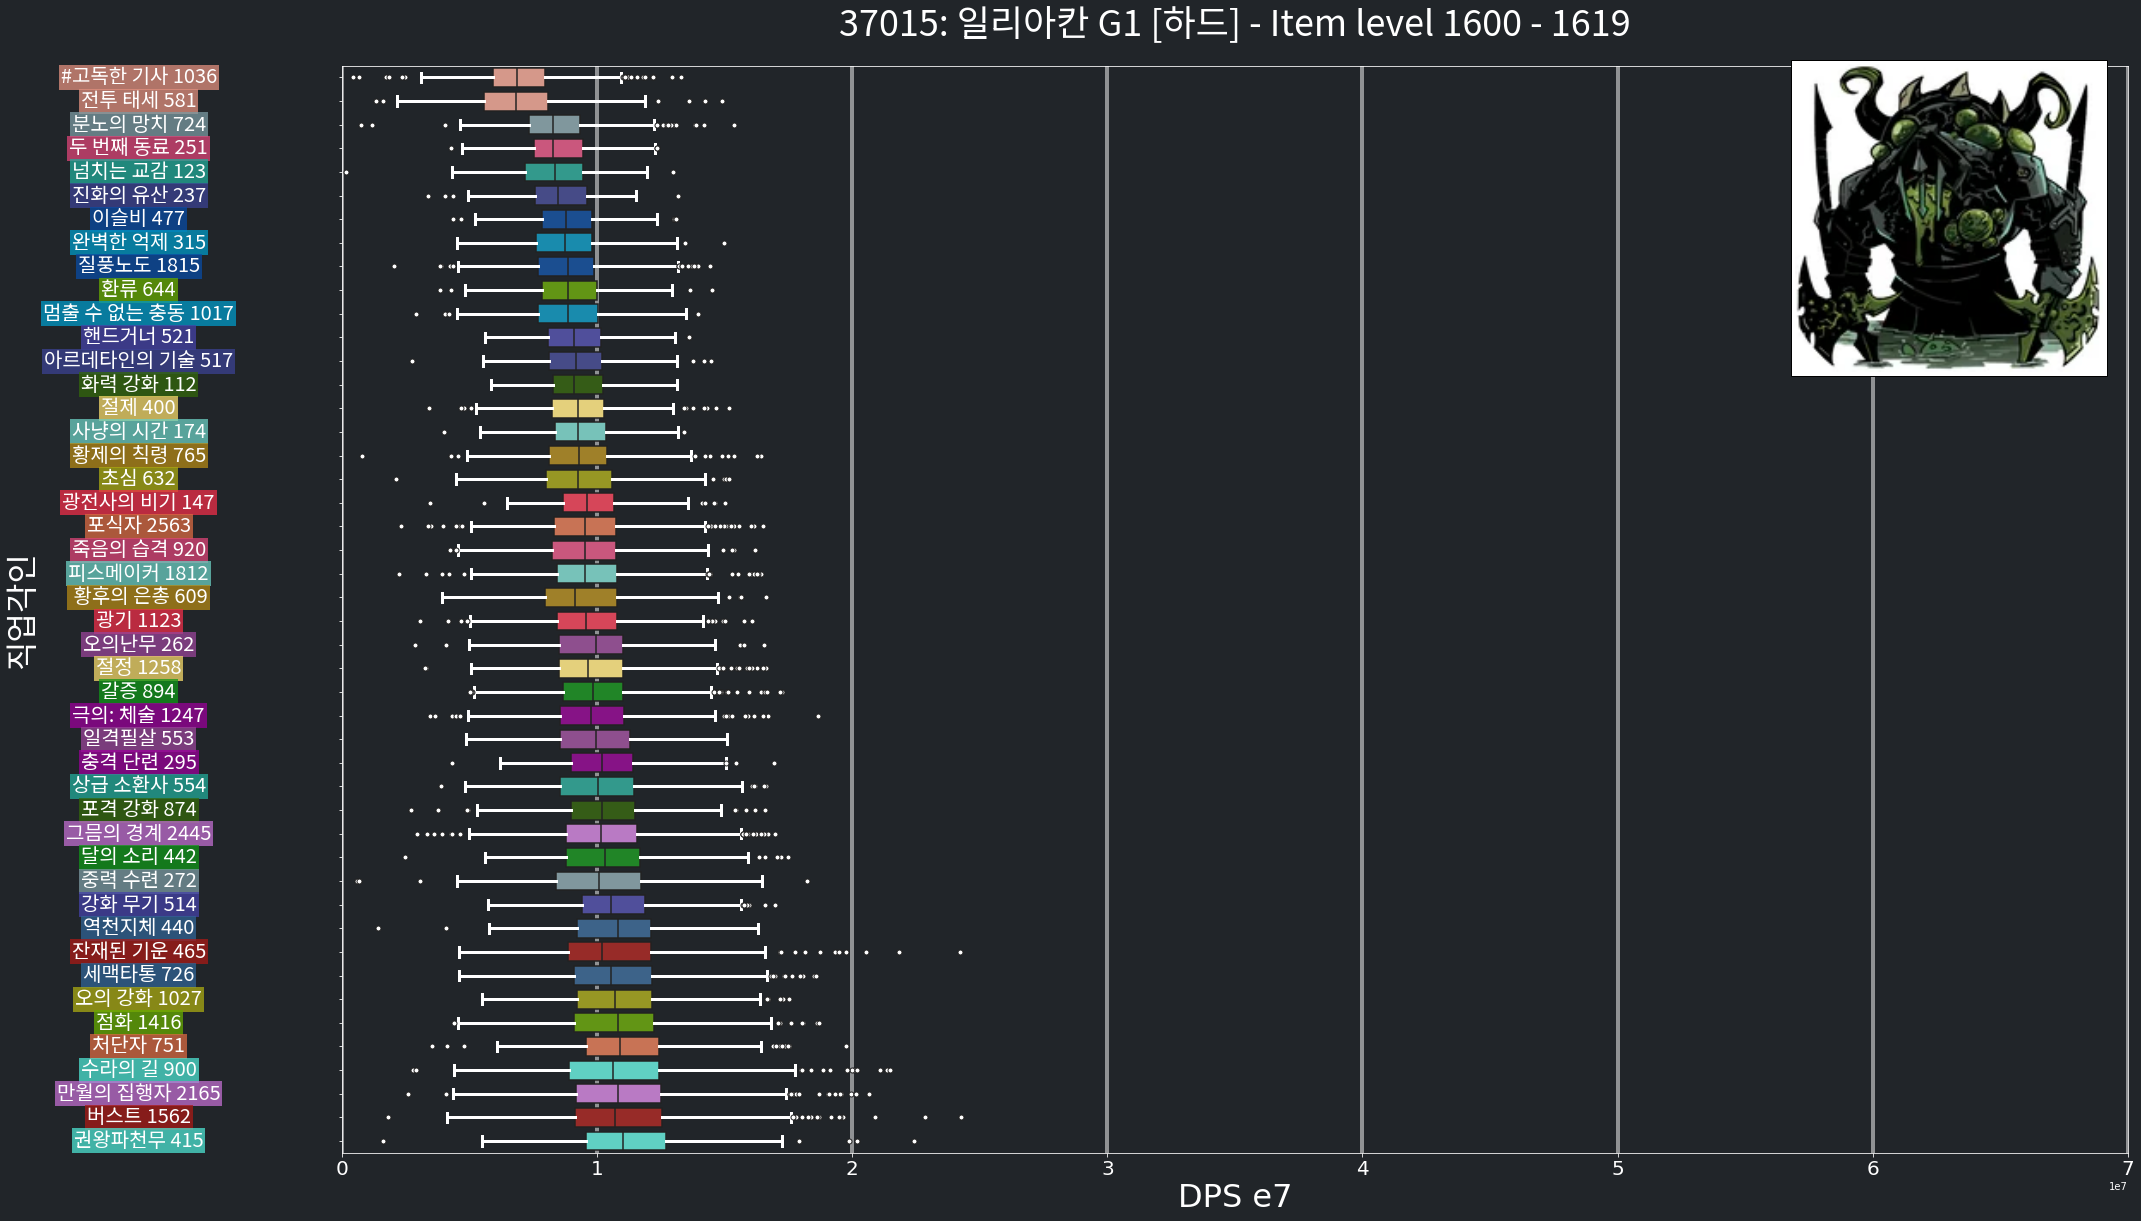 37015: 일리아칸 G1 [하드] - Item level 1600 - 1619
#고독한 기사 1036
전투 태세 581
분노의 망치 724
두 번째 동료 251
넘치는 교감 123
진화의 유산 237
이슬비 477
완벽한 억제 315
질풍노도 1815
환류 644
멈출 수 없는 충동 1017
핸드거너 521
아르데타인의 기술 517
화력 강화 112
절제 400
사냥의 시간 174
황제의 칙령 765
초심 632
광전사의 비기 147
포식자 2563
죽음의 습격 920
피스메이커 1812
황후의 은총 609
광기 1123
오의난무 262
절정 1258
갈증 894
극의: 체술 1247
일격필살 553
충격 단련 295
상급 소환사 554
포격 강화 874
그믐의 경계 2445
달의 소리 442
중력 수련 272
강화 무기 514
역천지체 440
잔재된 기운 465
세맥타통 726
오의 강화 1027
점화 1416
처단자 751
수라의 길 900
만월의 집행자 2165
버스트 1562
권왕파천무 415
직업각인
0 1 2 3 4 5 6 7
DPS e7
1e7